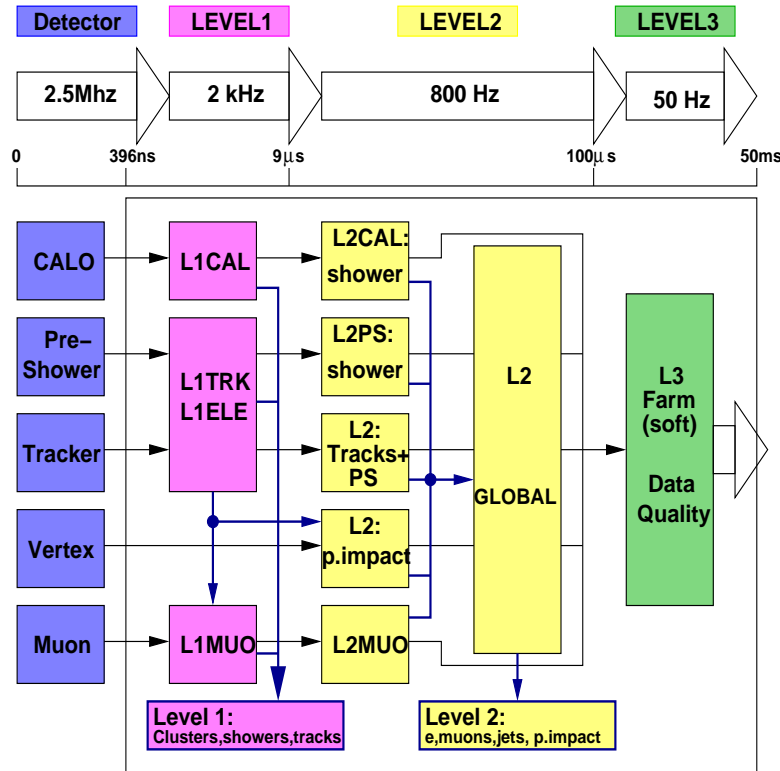 Detector
LEVEL1
LEVEL2
LEVEL3
2.5Mhz
2 kHz
800 Hz
50 Hz
0
396ns
9μs
100μs
50ms
CALO
L1CAL
L2CAL:
shower
Pre-
Shower
L1TRK
L1ELE
L2PS:
shower
L2
L3
Farm
(soft)
Data
Quality
Tracker
L2:
Tracks+
PS
GLOBAL
Vertex
L2:
p.impact
Muon
L1MUO
L2MUO
Level 1:
Clusters,showers,tracks
Level 2:
e,muons,jets, p.impact